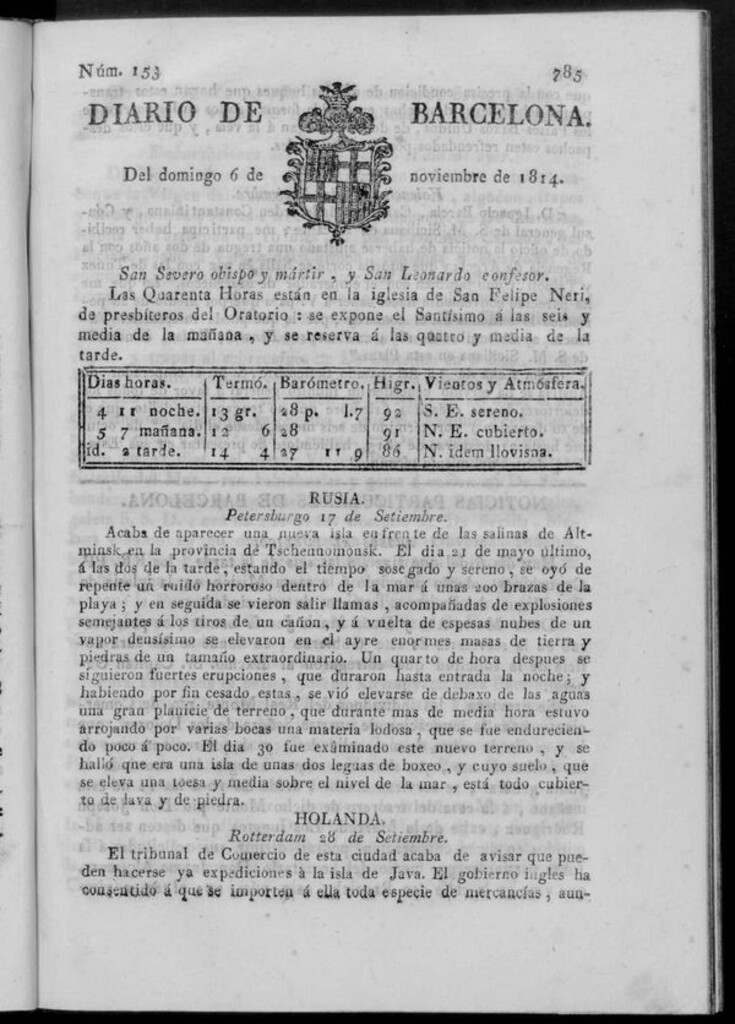 Núm. 153
785
DIARIO DE BARCELONA.
Del domingo 6 de noviembre de 1814.
San Severo obispo y mártir, y San Leonardo confesor.
Las Quarenta Horas están en la iglesia de San Felipe Neri,
de presbíteros del Oratorio: se expone el Santísimo á las seis y
media de la mañana, y se reserva á las quatro y media de la
tarde.
Dias horas. Termó. Barómetro. Higr. Vientos y Atmósfera.
4 11 noche. 13 gr. 28 p. 1.7 92 S. E. sereno.
5 7 mañana. 12 6 28 91 N. E. cubierto.
id. 2 tarde. 14 4 27 11 9 86 N. idem llovisna.
RUSIA.
Petersburgo 17 de Setiembre.
Acaba de aparecer una nueva isla enfrente de las salinas de Alt-
minsk en la provincia de Tschennomonsk. El dia 21 de mayo último,
á las dos de la tarde, estando el tiempo sosegado y sereno, se oyó de
repente un ruido horroroso dentro de la mar á unas 200 brazas de la
playa; y en seguida se vieron salir llamas, acompañadas de explosiones
semejantes á los tiros de un cañon, y á vuelta de espesas nubes de un
vapor densísimo se elevaron en el ayre enormes masas de tierra y
piedras de un tamaño extraordinario. Un quarto de hora despues se
siguieron fuertes erupciones, que duraron hasta entrada la noche; y
habiendo por fin cesado estas, se vió elevarse de debaxo de las aguas
una gran planicie de terreno, que durante mas de media hora estuvo
arrojando por varias bocas una materia lodosa, que se fue endurecien-
do poco á poco. El dia 30 fue exâminado este nuevo terreno, y se
halló que era una isla de unas dos leguas de boxeo, y cuyo suelo, que
se eleva una toesa y media sobre el nivel de la mar, está todo cubier-
to de lava y de piedra.
HOLANDA.
Rotterdam 28 de Setiembre.
El tribunal de Comercio de esta ciudad acaba de avisar que pue-
den hacerse ya expediciones à la isla de Java. El gobierno ingles ha
consentido á que se importen á ella toda especie de mercancías, aun-